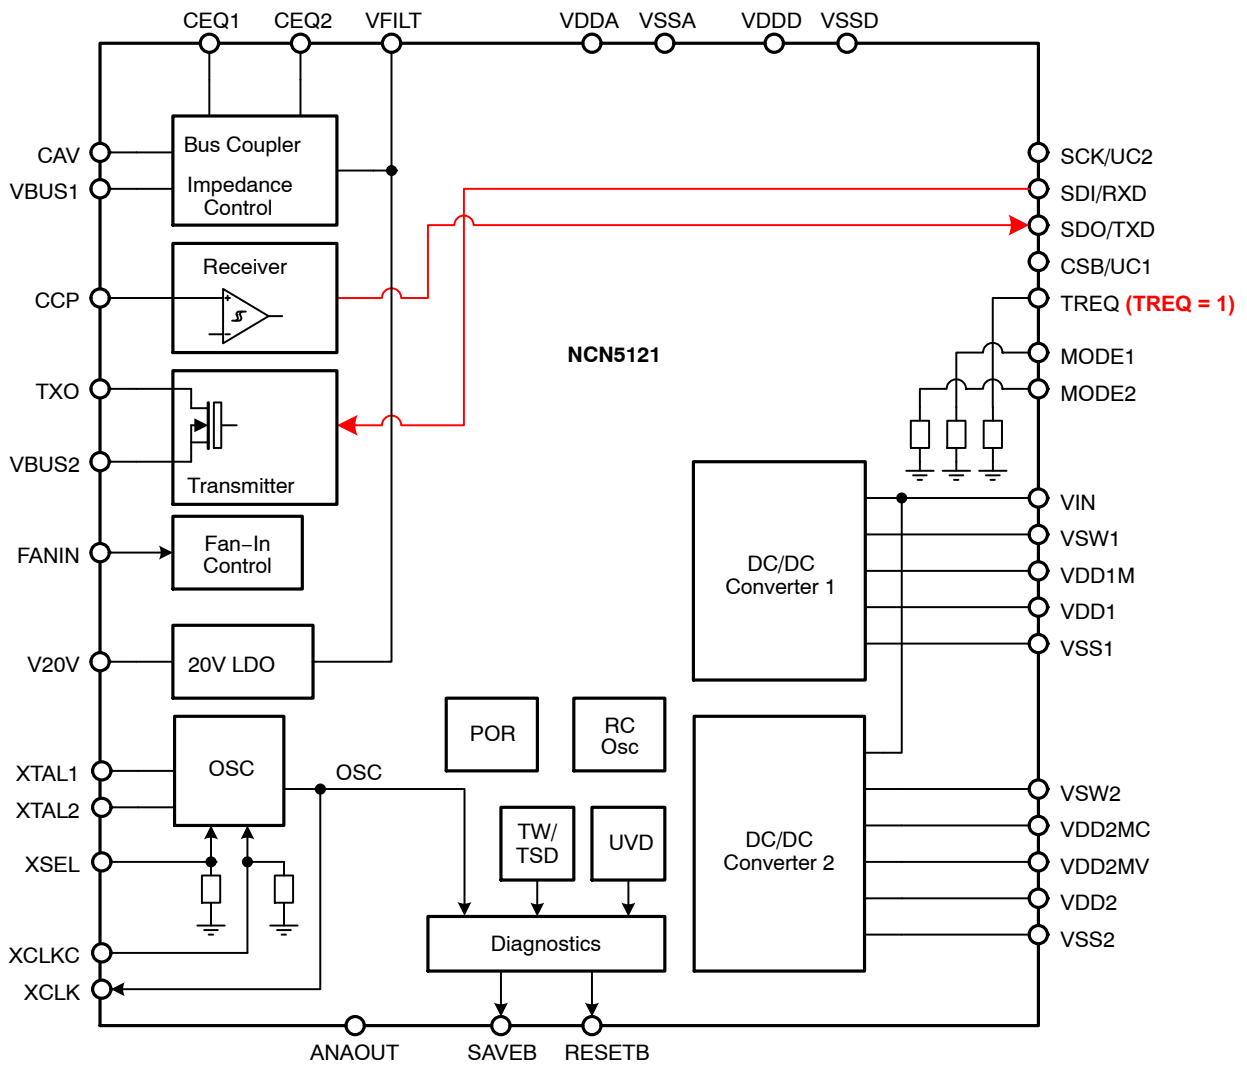 CEQ1
CEQ2
VFILT
VDDA
VSSA
VDDD
VSSD
CAV
VBUS1
Bus Coupler
Impedance
Control
SCK/UC2
SDI/RXD
SDO/TXD
CSB/UC1
TREQ (TREQ = 1)
MODE1
MODE2
CCP
Receiver
+
−
NCN5121
TXO
VBUS2
Transmitter
FANIN
Fan−In
Control
V20V
20V LDO
DC/DC
Converter 1
VIN
VSW1
VDD1M
VDD1
VSS1
POR
RC
Osc
XTAL1
XTAL2
XSEL
XCLKC
XCLK
OSC
OSC
TW/
TSD
UVD
Diagnostics
DC/DC
Converter 2
VSW2
VDD2MC
VDD2MV
VDD2
VSS2
ANAOUT
SAVEB
RESETB